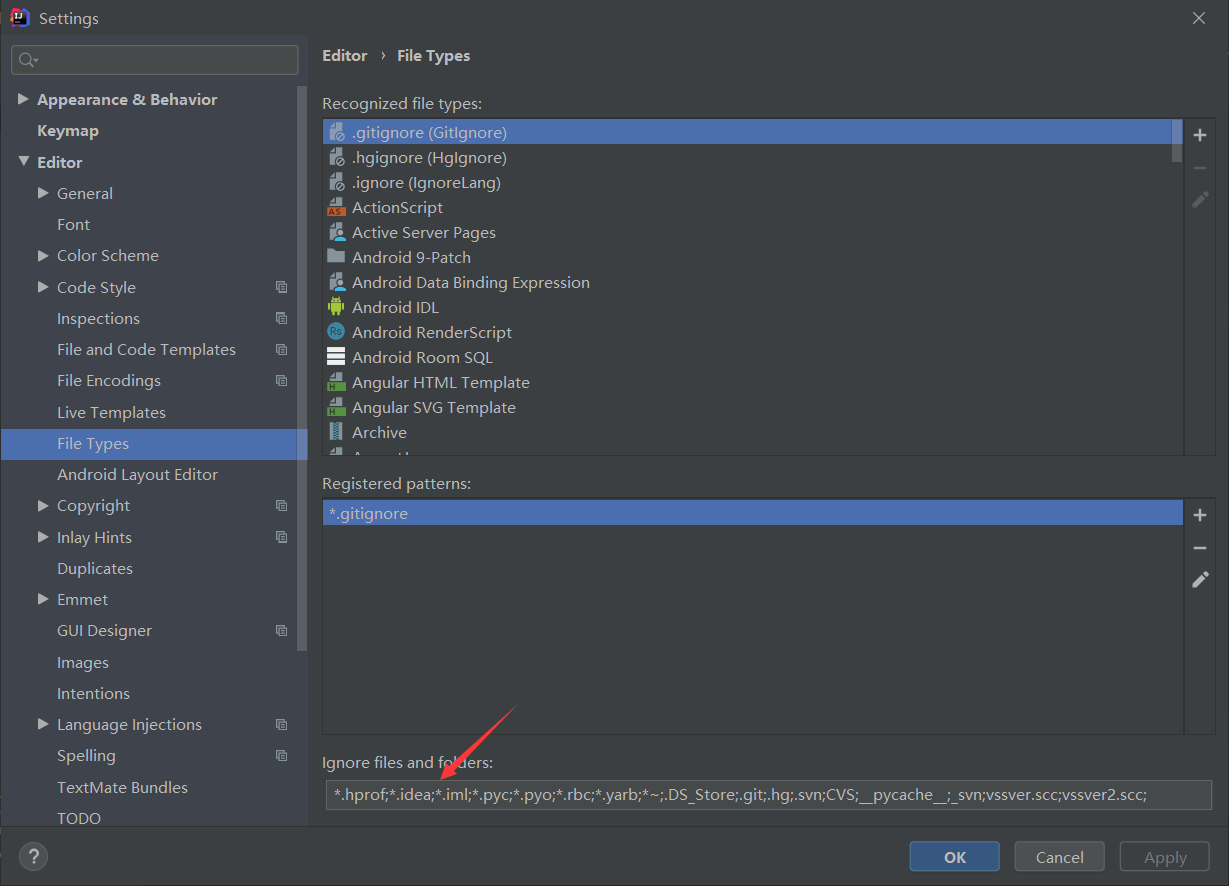 Settings
Appearance & Behavior
Keymap
Editor
General
Font
Color Scheme
Code Style
Inspections
File and Code Templates
File Encodings
Live Templates
File Types
Android Layout Editor
Copyright
Inlay Hints
Duplicates
Emmet
GUI Designer
Images
Intentions
Language Injections
Spelling
TextMate Bundles
TODO
Editor › File Types
Recognized file types:
.gitignore (GitIgnore)
.hgignore (HgIgnore)
.ignore (IgnoreLang)
ActionScript
Active Server Pages
Android 9-Patch
Android Data Binding Expression
Android IDL
Android RenderScript
Android Room SQL
Angular HTML Template
Angular SVG Template
Archive
Registered patterns:
*.gitignore
Ignore files and folders:
*.hprof;*.idea;*.iml;*.pyc;*.pyo;*.rbc;*.yarb;*~;.DS_Store;.git;.hg;.svn;CVS;__pycache__;_svn;vssver.scc;vssver2.scc;
?
OK
Cancel
Apply